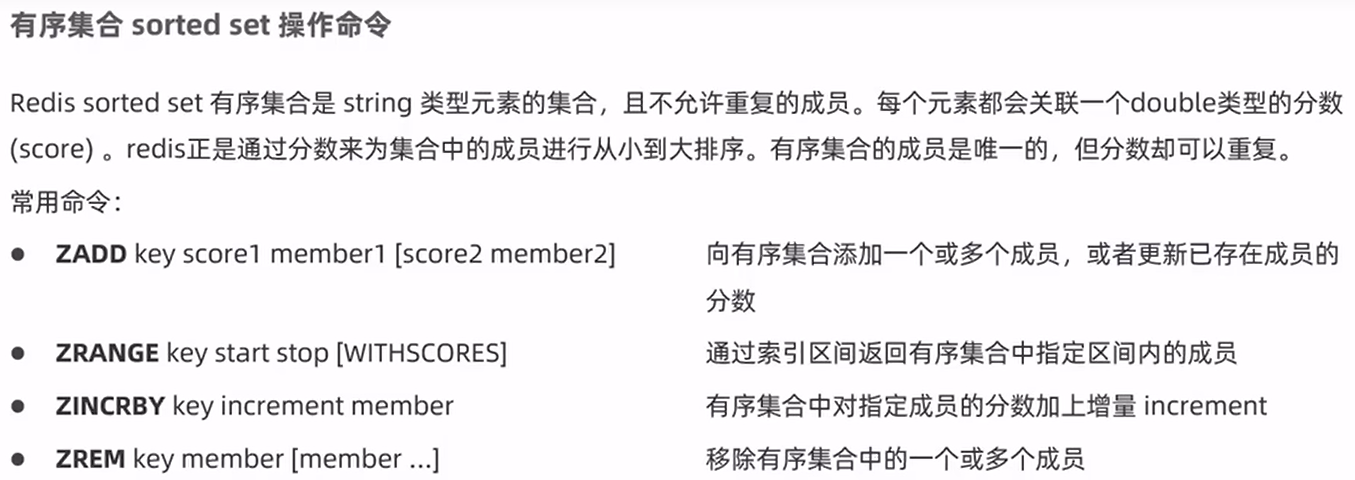 有序集合 sorted set 操作命令
Redis sorted set 有序集合是 string 类型元素的集合，且不允许重复的成员。每个元素都会关联一个double类型的分数
(score) 。redis正是通过分数来为集合中的成员进行从小到大排序。有序集合的成员是唯一的，但分数却可以重复。
常用命令：
● ZADD key score1 member1 [score2 member2] 向有序集合添加一个或多个成员，或者更新已存在成员的
分数
● ZRANGE key start stop [WITHSCORES] 通过索引区间返回有序集合中指定区间内的成员
● ZINCRBY key increment member 有序集合中对指定成员的分数加上增量 increment
● ZREM key member [member ...] 移除有序集合中的一个或多个成员